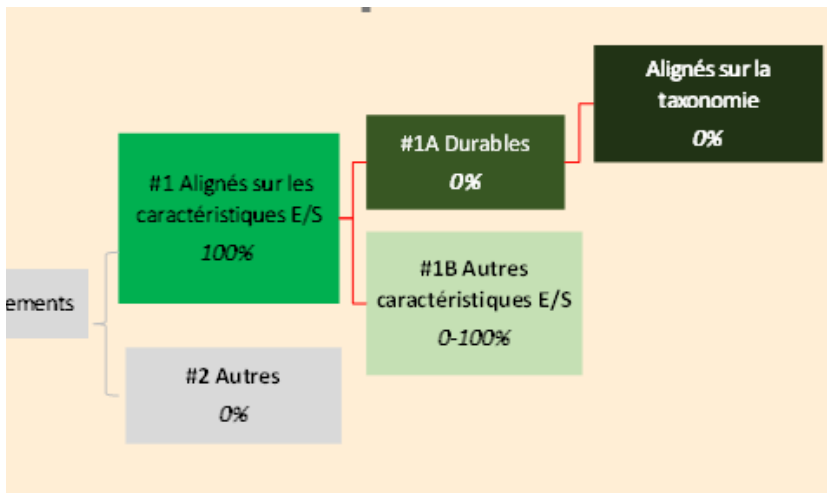 Alignés sur la
taxonomie
0%
#1A Durables
0%
#1 Alignés sur les
caractéristiques E/S
100%
#1B Autres
caractéristiques E/S
0-100%
ements
#2 Autres
0%